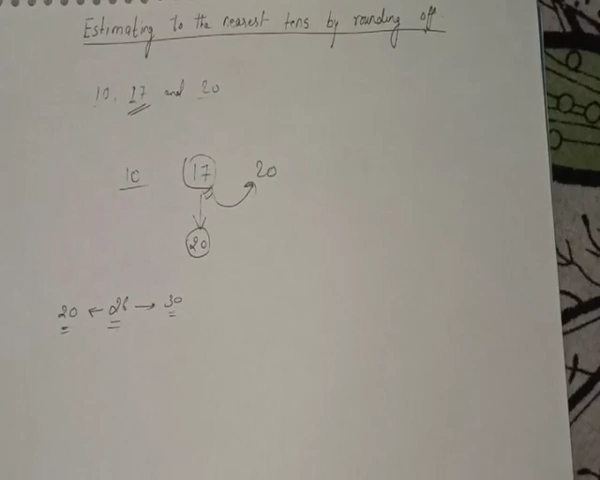 Estimating to the nearest tens by rounding off
10, 17 and 20
10 17 20
20
20 ← 26 → 30